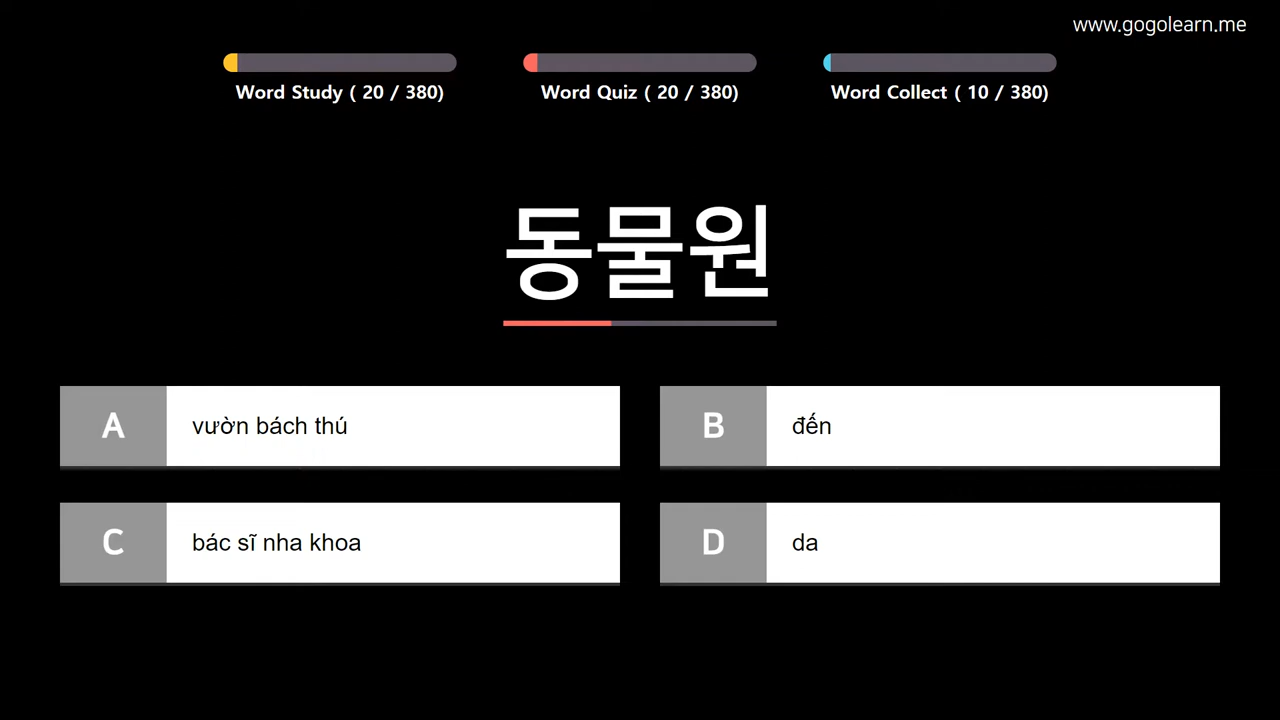 www.gogolearn.me
Word Study ( 20 / 380)
Word Quiz ( 20 / 380)
Word Collect ( 10 / 380)
동물원
A vườn bách thú
B đến
C bác sĩ nha khoa
D da